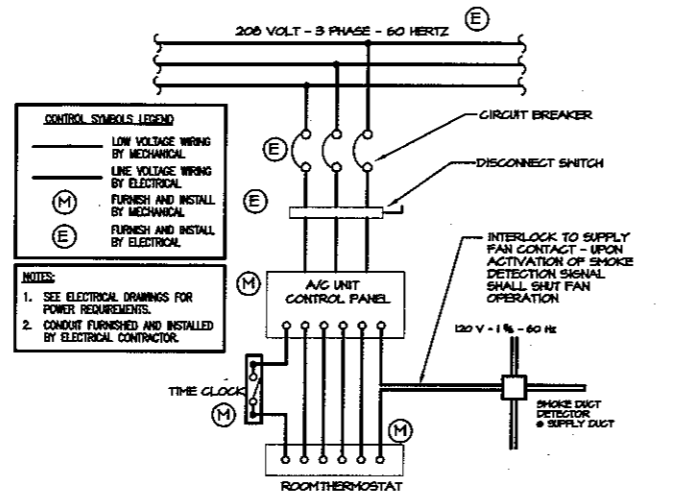 208 VOLT - 3 PHASE - 60 HERTZ
E
CONTROL SYMBOLS LEGEND
LOW VOLTAGE WIRING
BY MECHANICAL
LINE VOLTAGE WIRING
BY ELECTRICAL
M
FURNISH AND INSTALL
BY MECHANICAL
E
FURNISH AND INSTALL
BY ELECTRICAL
NOTES:
1. SEE ELECTRICAL DRAWINGS FOR
POWER REQUIREMENTS.
2. CONDUIT FURNISHED AND INSTALLED
BY ELECTRICAL CONTRACTOR.
E
CIRCUIT BREAKER
E
DISCONNECT SWITCH
M
A/C UNIT
CONTROL PANEL
INTERLOCK TO SUPPLY
FAN CONTACT - UPON
ACTIVATION OF SMOKE
DETECTION SIGNAL
SHALL SHUT FAN
OPERATION
120 V - 1 - 60 Hz
TIME CLOCK
M
SMOKE DUCT
DETECTOR
SUPPLY DUCT
M
ROOM THERMOSTAT